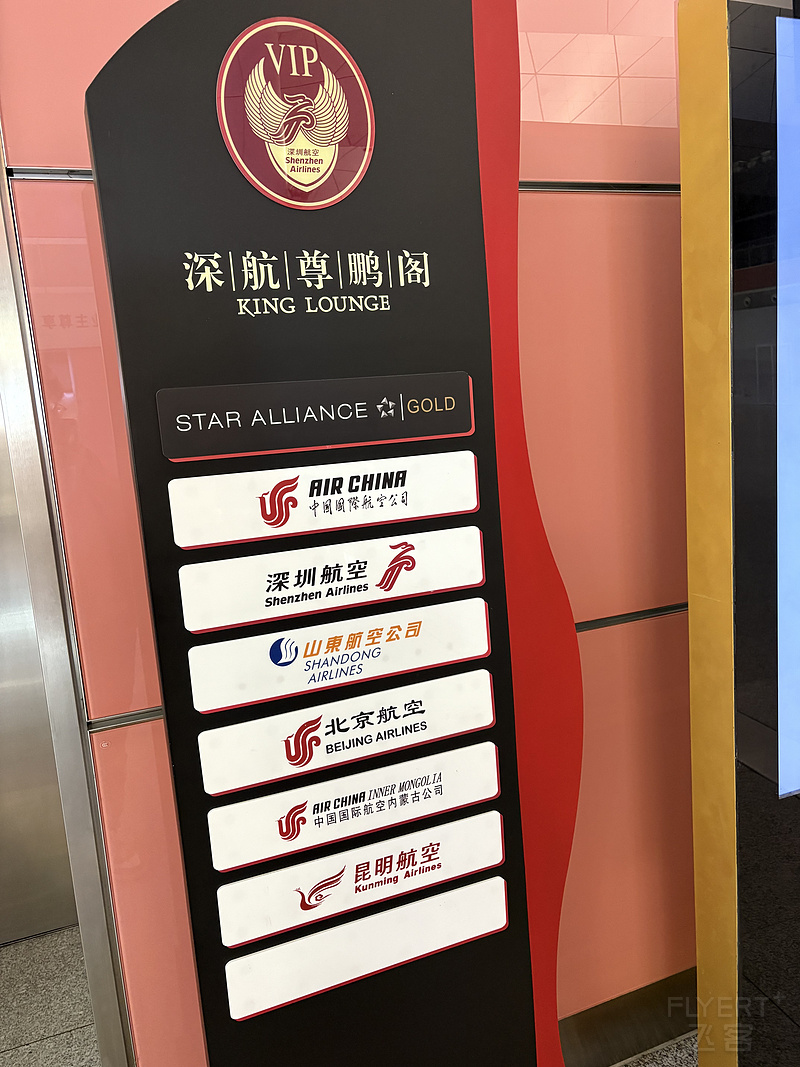 VIP
深圳航空
Shenzhen
Airlines
深|航|尊|鹏|阁
KING LOUNGE
STAR ALLIANCE GOLD
AIR CHINA
中国国際航空公司
深圳航空
Shenzhen Airlines
山東航空公司
SHANDONG
AIRLINES
北京航空
BEIJING AIRLINES
AIR CHINA INNER MONGOLIA
中国国际航空内蒙古公司
昆明航空
Kunming Airlines
FLYERT+
飞客